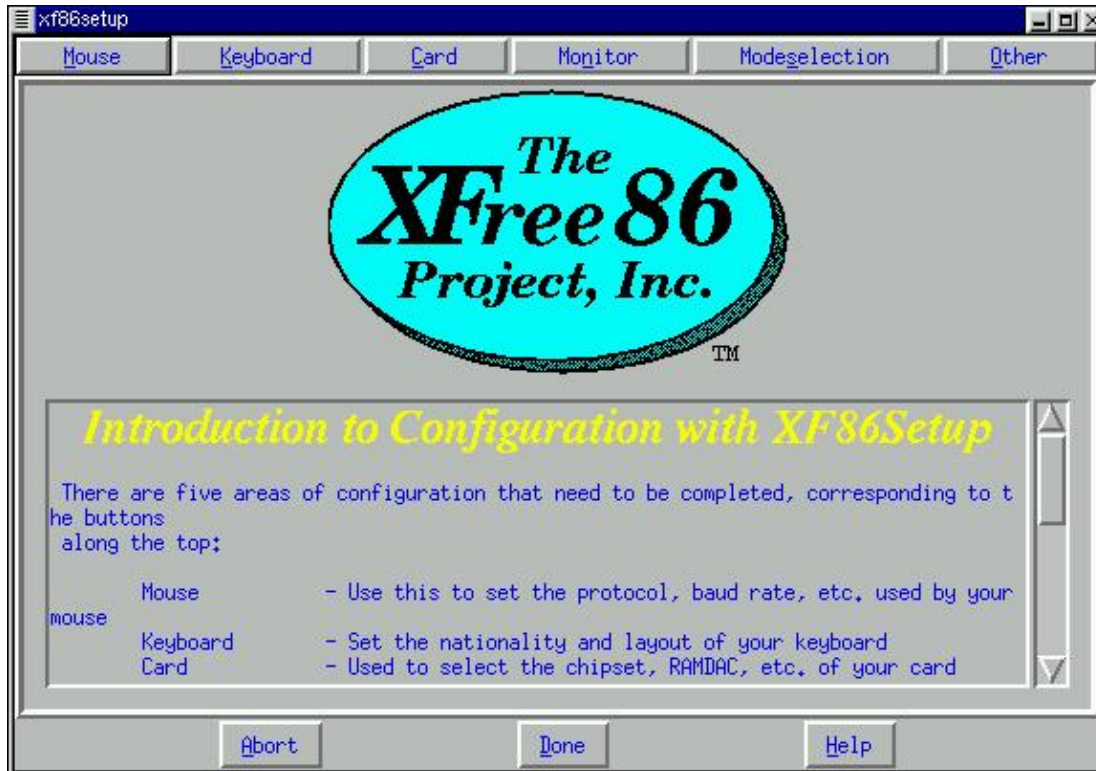 xf86setup
Mouse Keyboard Card Monitor Modeselection Other
The
XFree86
Project, Inc.
TM
Introduction to Configuration with XF86Setup
There are five areas of configuration that need to be completed, corresponding to t
he buttons
along the top:
Mouse - Use this to set the protocol, baud rate, etc. used by your
mouse
Keyboard - Set the nationality and layout of your keyboard
Card - Used to select the chipset, RAMDAC, etc. of your card
Abort Done Help